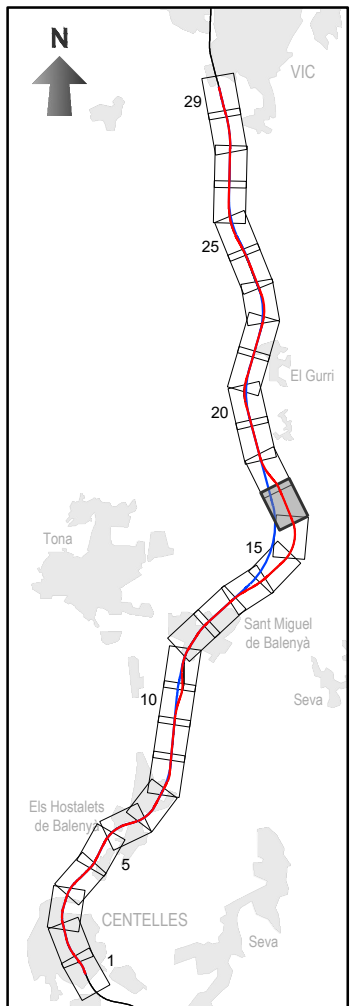 N
VIC
29
25
El Gurri
20
Tona
15
Sant Miguel
de Balenyà
Seva
10
Els Hostalets
de Balenyà
5
CENTELLES
Seva
1